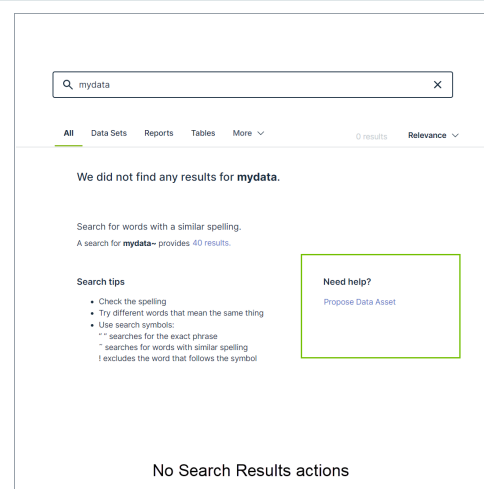 mydata
All Data Sets Reports Tables More 0 results Relevance
We did not find any results for mydata.
Search for words with a similar spelling.
A search for mydata~ provides 40 results.
Search tips
• Check the spelling
• Try different words that mean the same thing
• Use search symbols:
" " searches for the exact phrase
~ searches for words with similar spelling
! excludes the word that follows the symbol
Need help?
Propose Data Asset
No Search Results actions